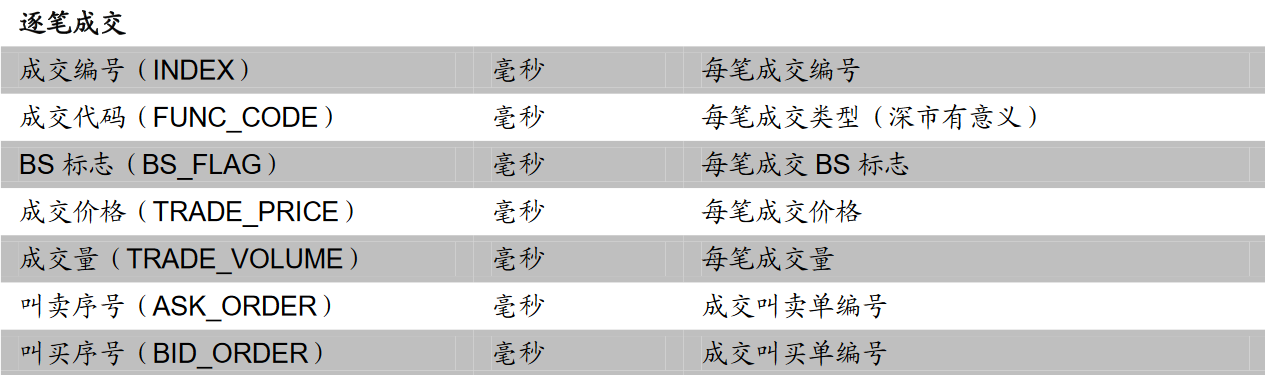 逐笔成交
成交编号（INDEX） 毫秒 每笔成交编号
成交代码（FUNC_CODE） 毫秒 每笔成交类型（深市有意义）
BS 标志（BS_FLAG） 毫秒 每笔成交 BS 标志
成交价格（TRADE_PRICE） 毫秒 每笔成交价格
成交量（TRADE_VOLUME） 毫秒 每笔成交量
叫卖序号（ASK_ORDER） 毫秒 成交叫卖单编号
叫买序号（BID_ORDER） 毫秒 成交叫买单编号